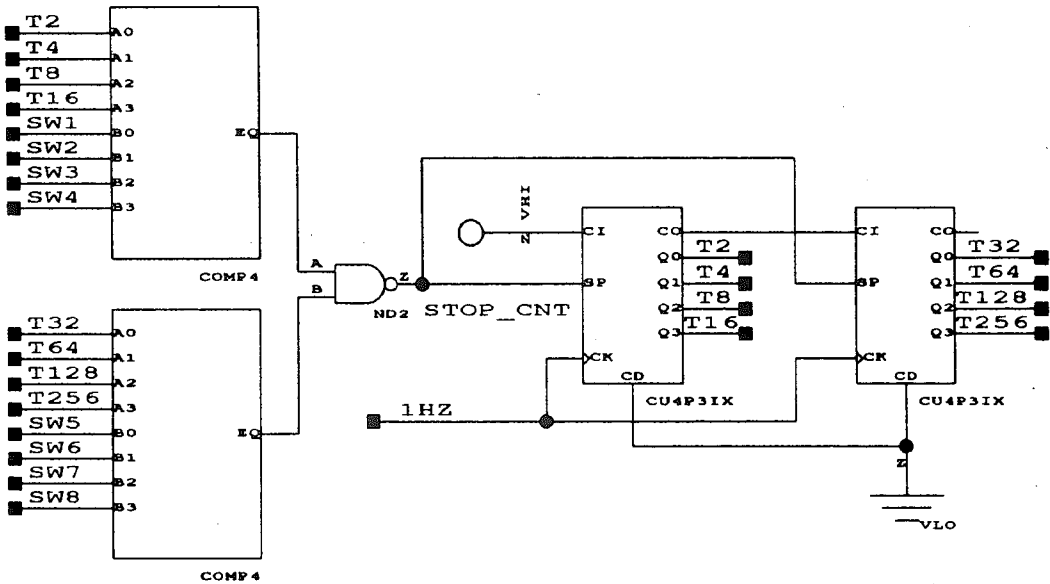 T2
A0
T4
A1
T8
A2
T16
A3
SW1
B0
EQ
SW2
B1
SW3
B2
SW4
B3
COMP4
T32
A0
T64
A1
T128
A2
T256
A3
SW5
B0
EQ
SW6
B1
SW7
B2
SW8
B3
COMP4
A
B
Z
ND2
STOP_CNT
VHI
Z
1HZ
CI
CO
Q0
T2
SP
Q1
T4
Q2
T8
Q3
T16
CK
CD
CU4P3IX
CI
CO
Q0
T32
SP
Q1
T64
Q2
T128
Q3
T256
CK
CD
CU4P3IX
Z
VLO